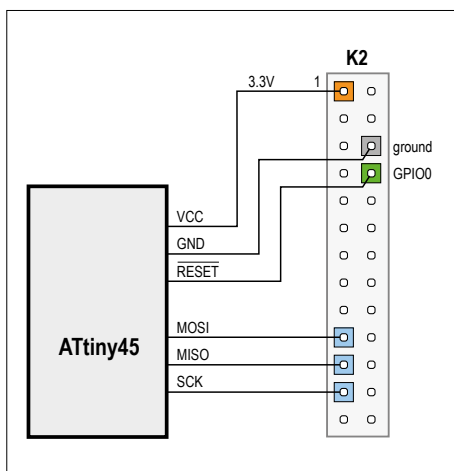 K2
3.3V 1
ground
GPIO0
VCC
GND
RESET
MOSI
ATtiny45
MISO
SCK